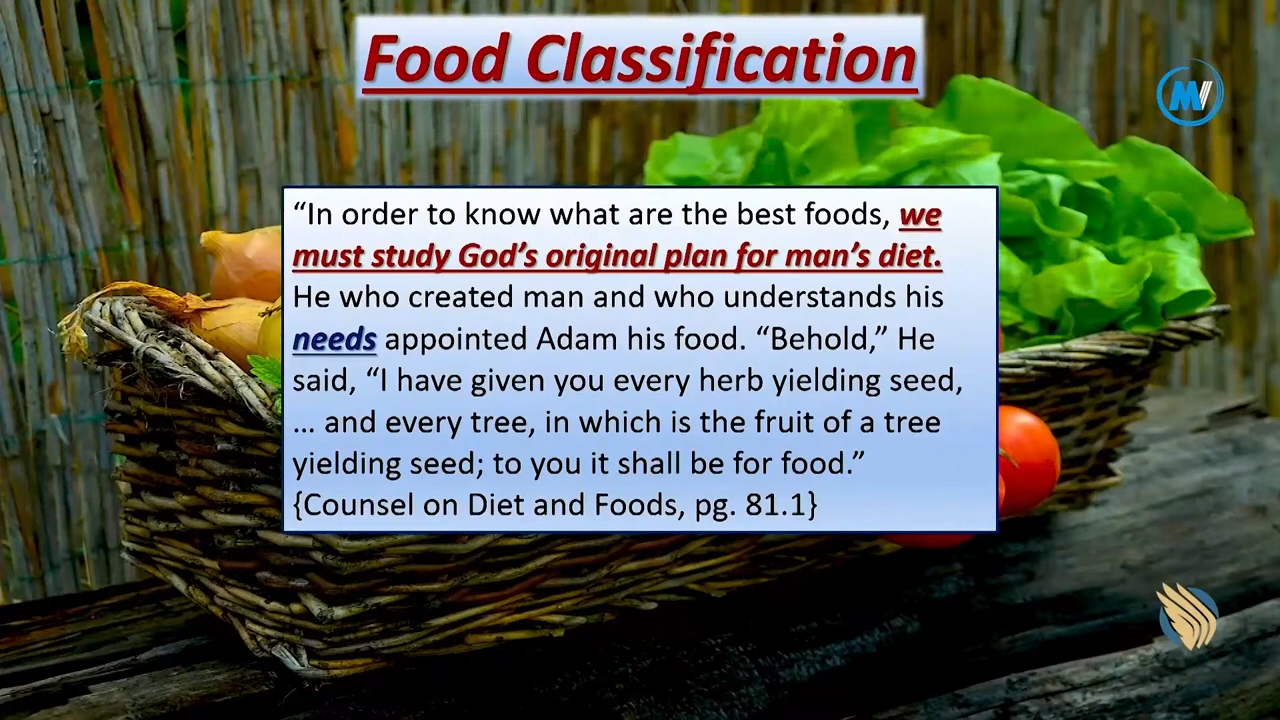 Food Classification
MV
“In order to know what are the best foods, we
must study God’s original plan for man’s diet.
He who created man and who understands his
needs appointed Adam his food. “Behold,” He
said, “I have given you every herb yielding seed,
... and every tree, in which is the fruit of a tree
yielding seed; to you it shall be for food.”
{Counsel on Diet and Foods, pg. 81.1}